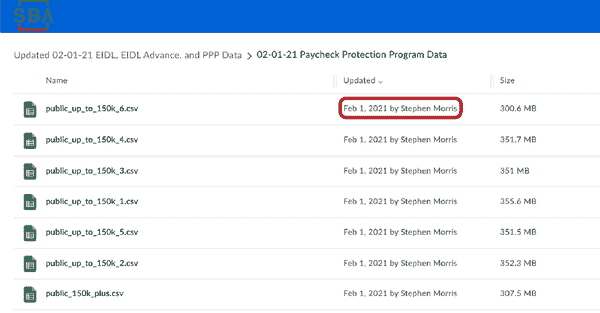 SBA
Updated 02-01-21 EIDL, EIDL Advance, and PPP Data > 02-01-21 Paycheck Protection Program Data
Name Updated Size
public_up_to_150k_6.csv Feb 1, 2021 by Stephen Morris 300.6 MB
public_up_to_150k_4.csv Feb 1, 2021 by Stephen Morris 351.7 MB
public_up_to_150k_3.csv Feb 1, 2021 by Stephen Morris 351 MB
public_up_to_150k_1.csv Feb 1, 2021 by Stephen Morris 355.6 MB
public_up_to_150k_5.csv Feb 1, 2021 by Stephen Morris 351.5 MB
public_up_to_150k_2.csv Feb 1, 2021 by Stephen Morris 352.3 MB
public_150k_plus.csv Feb 1, 2021 by Stephen Morris 307.5 MB